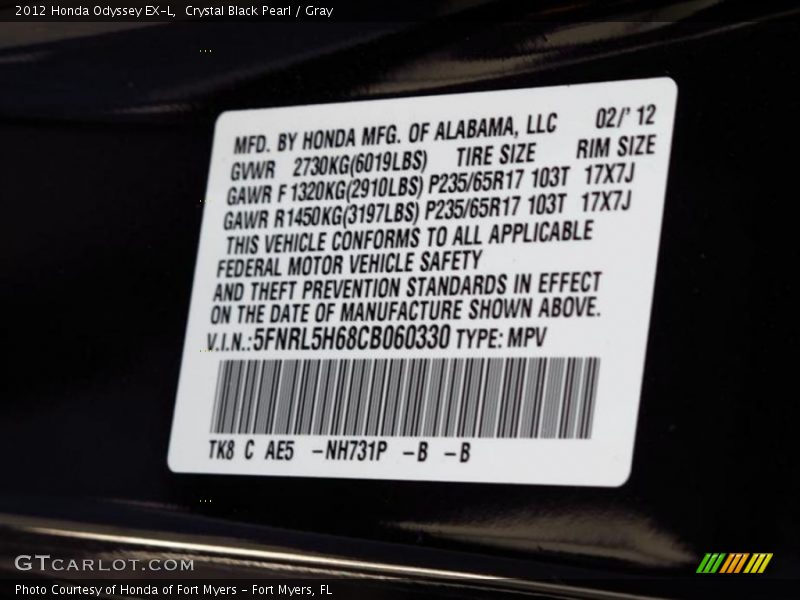 2012 Honda Odyssey EX-L,  Crystal Black Pearl / Gray
MFD. BY HONDA MFG. OF ALABAMA, LLC 02/' 12
GVWR 2730KG(6019LBS) TIRE SIZE RIM SIZE
GAWR F 1320KG(2910LBS) P235/65R17 103T 17X7J
GAWR R1450KG(3197LBS) P235/65R17 103T 17X7J
THIS VEHICLE CONFORMS TO ALL APPLICABLE
FEDERAL MOTOR VEHICLE SAFETY
AND THEFT PREVENTION STANDARDS IN EFFECT
ON THE DATE OF MANUFACTURE SHOWN ABOVE.
V.I.N.:5FNRL5H68CB060330 TYPE: MPV
TK8 C AE5 -NH731P -B -B
GTCARLOT.COM
Photo Courtesy of Honda of Fort Myers - Fort Myers, FL